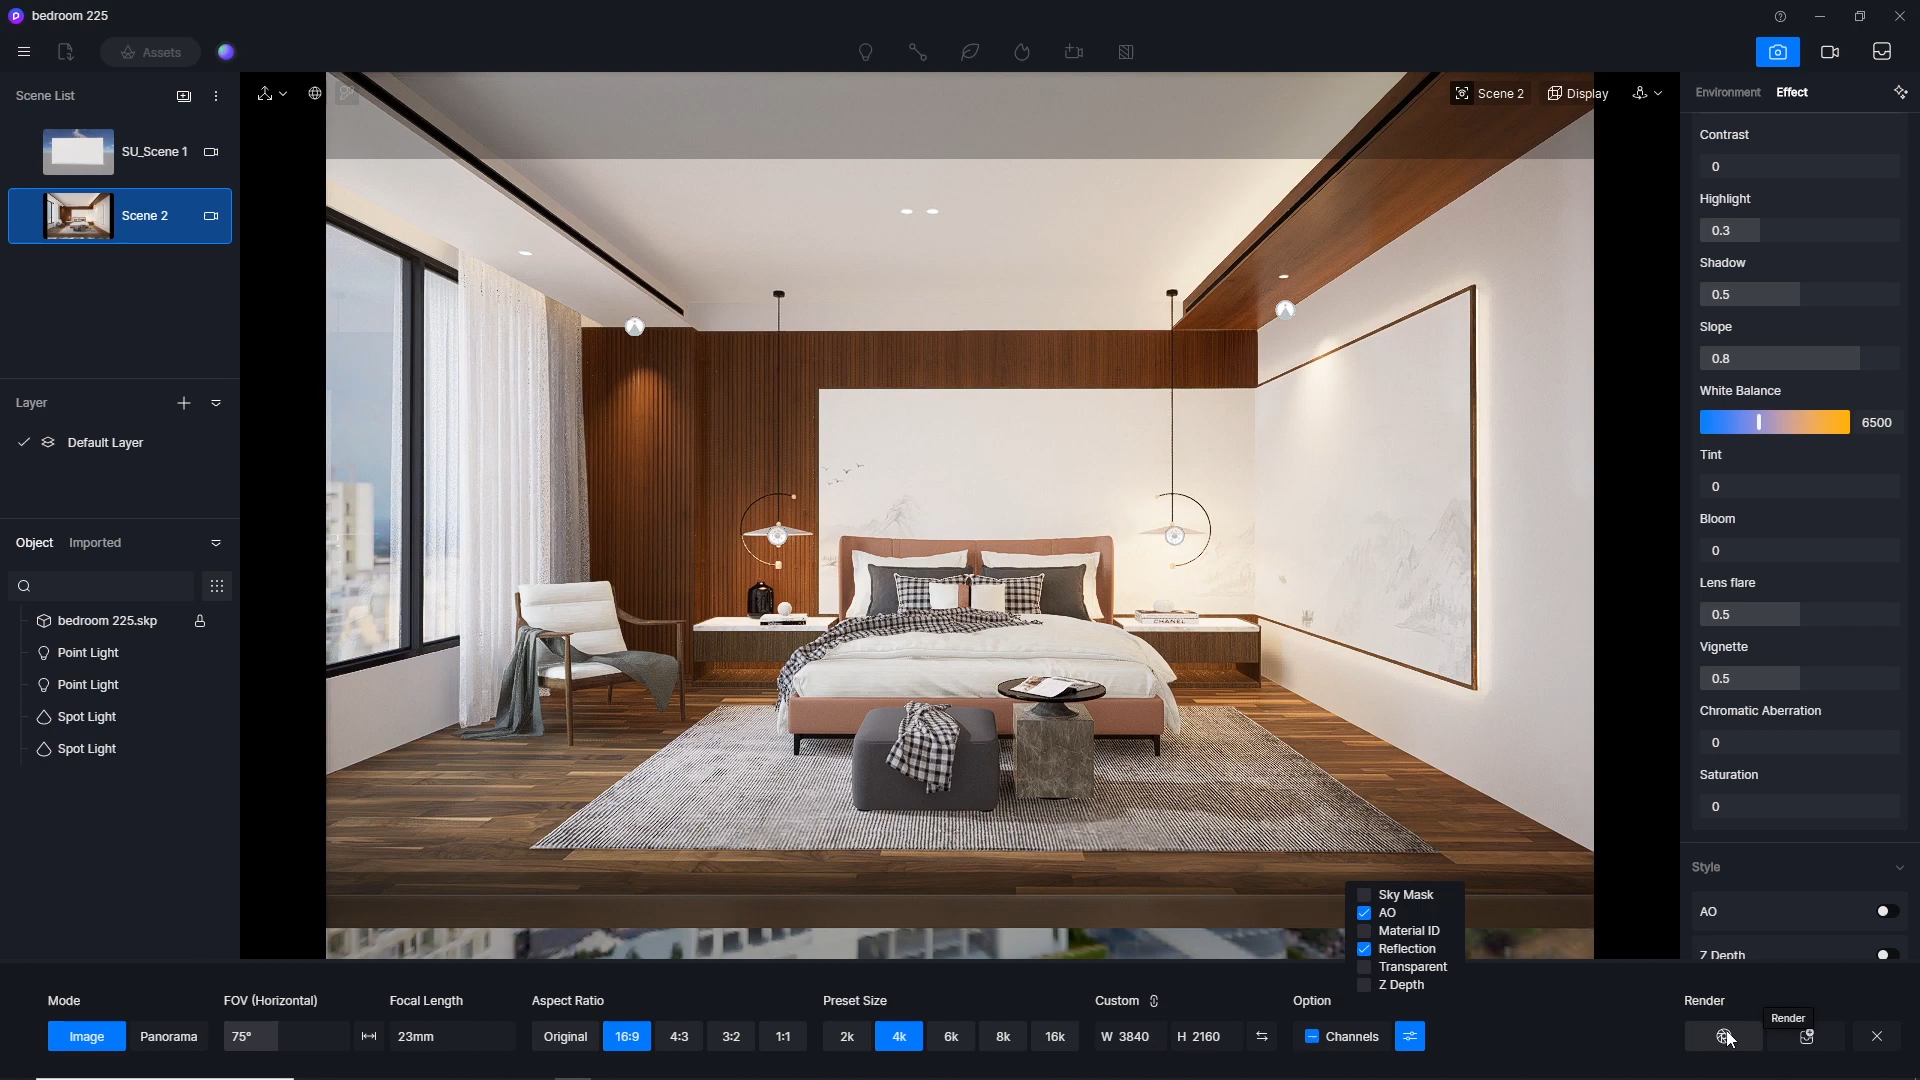 bedroom 225
Assets
Scene List
SU_Scene 1
Scene 2
Scene 2
Display
Environment
Effect
Contrast
0
Highlight
0.3
Shadow
0.5
Slope
0.8
White Balance
6500
Tint
0
Bloom
0
Lens flare
0.5
Vignette
0.5
Chromatic Aberration
0
Saturation
0
Style
AO
Z Depth
Layer
Default Layer
Object
Imported
bedroom 225.skp
Point Light
Point Light
Spot Light
Spot Light
CHANEL
Sky Mask
AO
Material ID
Reflection
Transparent
Z Depth
Mode
Image
Panorama
FOV (Horizontal)
75°
Focal Length
23mm
Aspect Ratio
Original
16:9
4:3
3:2
1:1
Preset Size
2k
4k
6k
8k
16k
Custom
W 3840
H 2160
Option
Channels
Render
Render